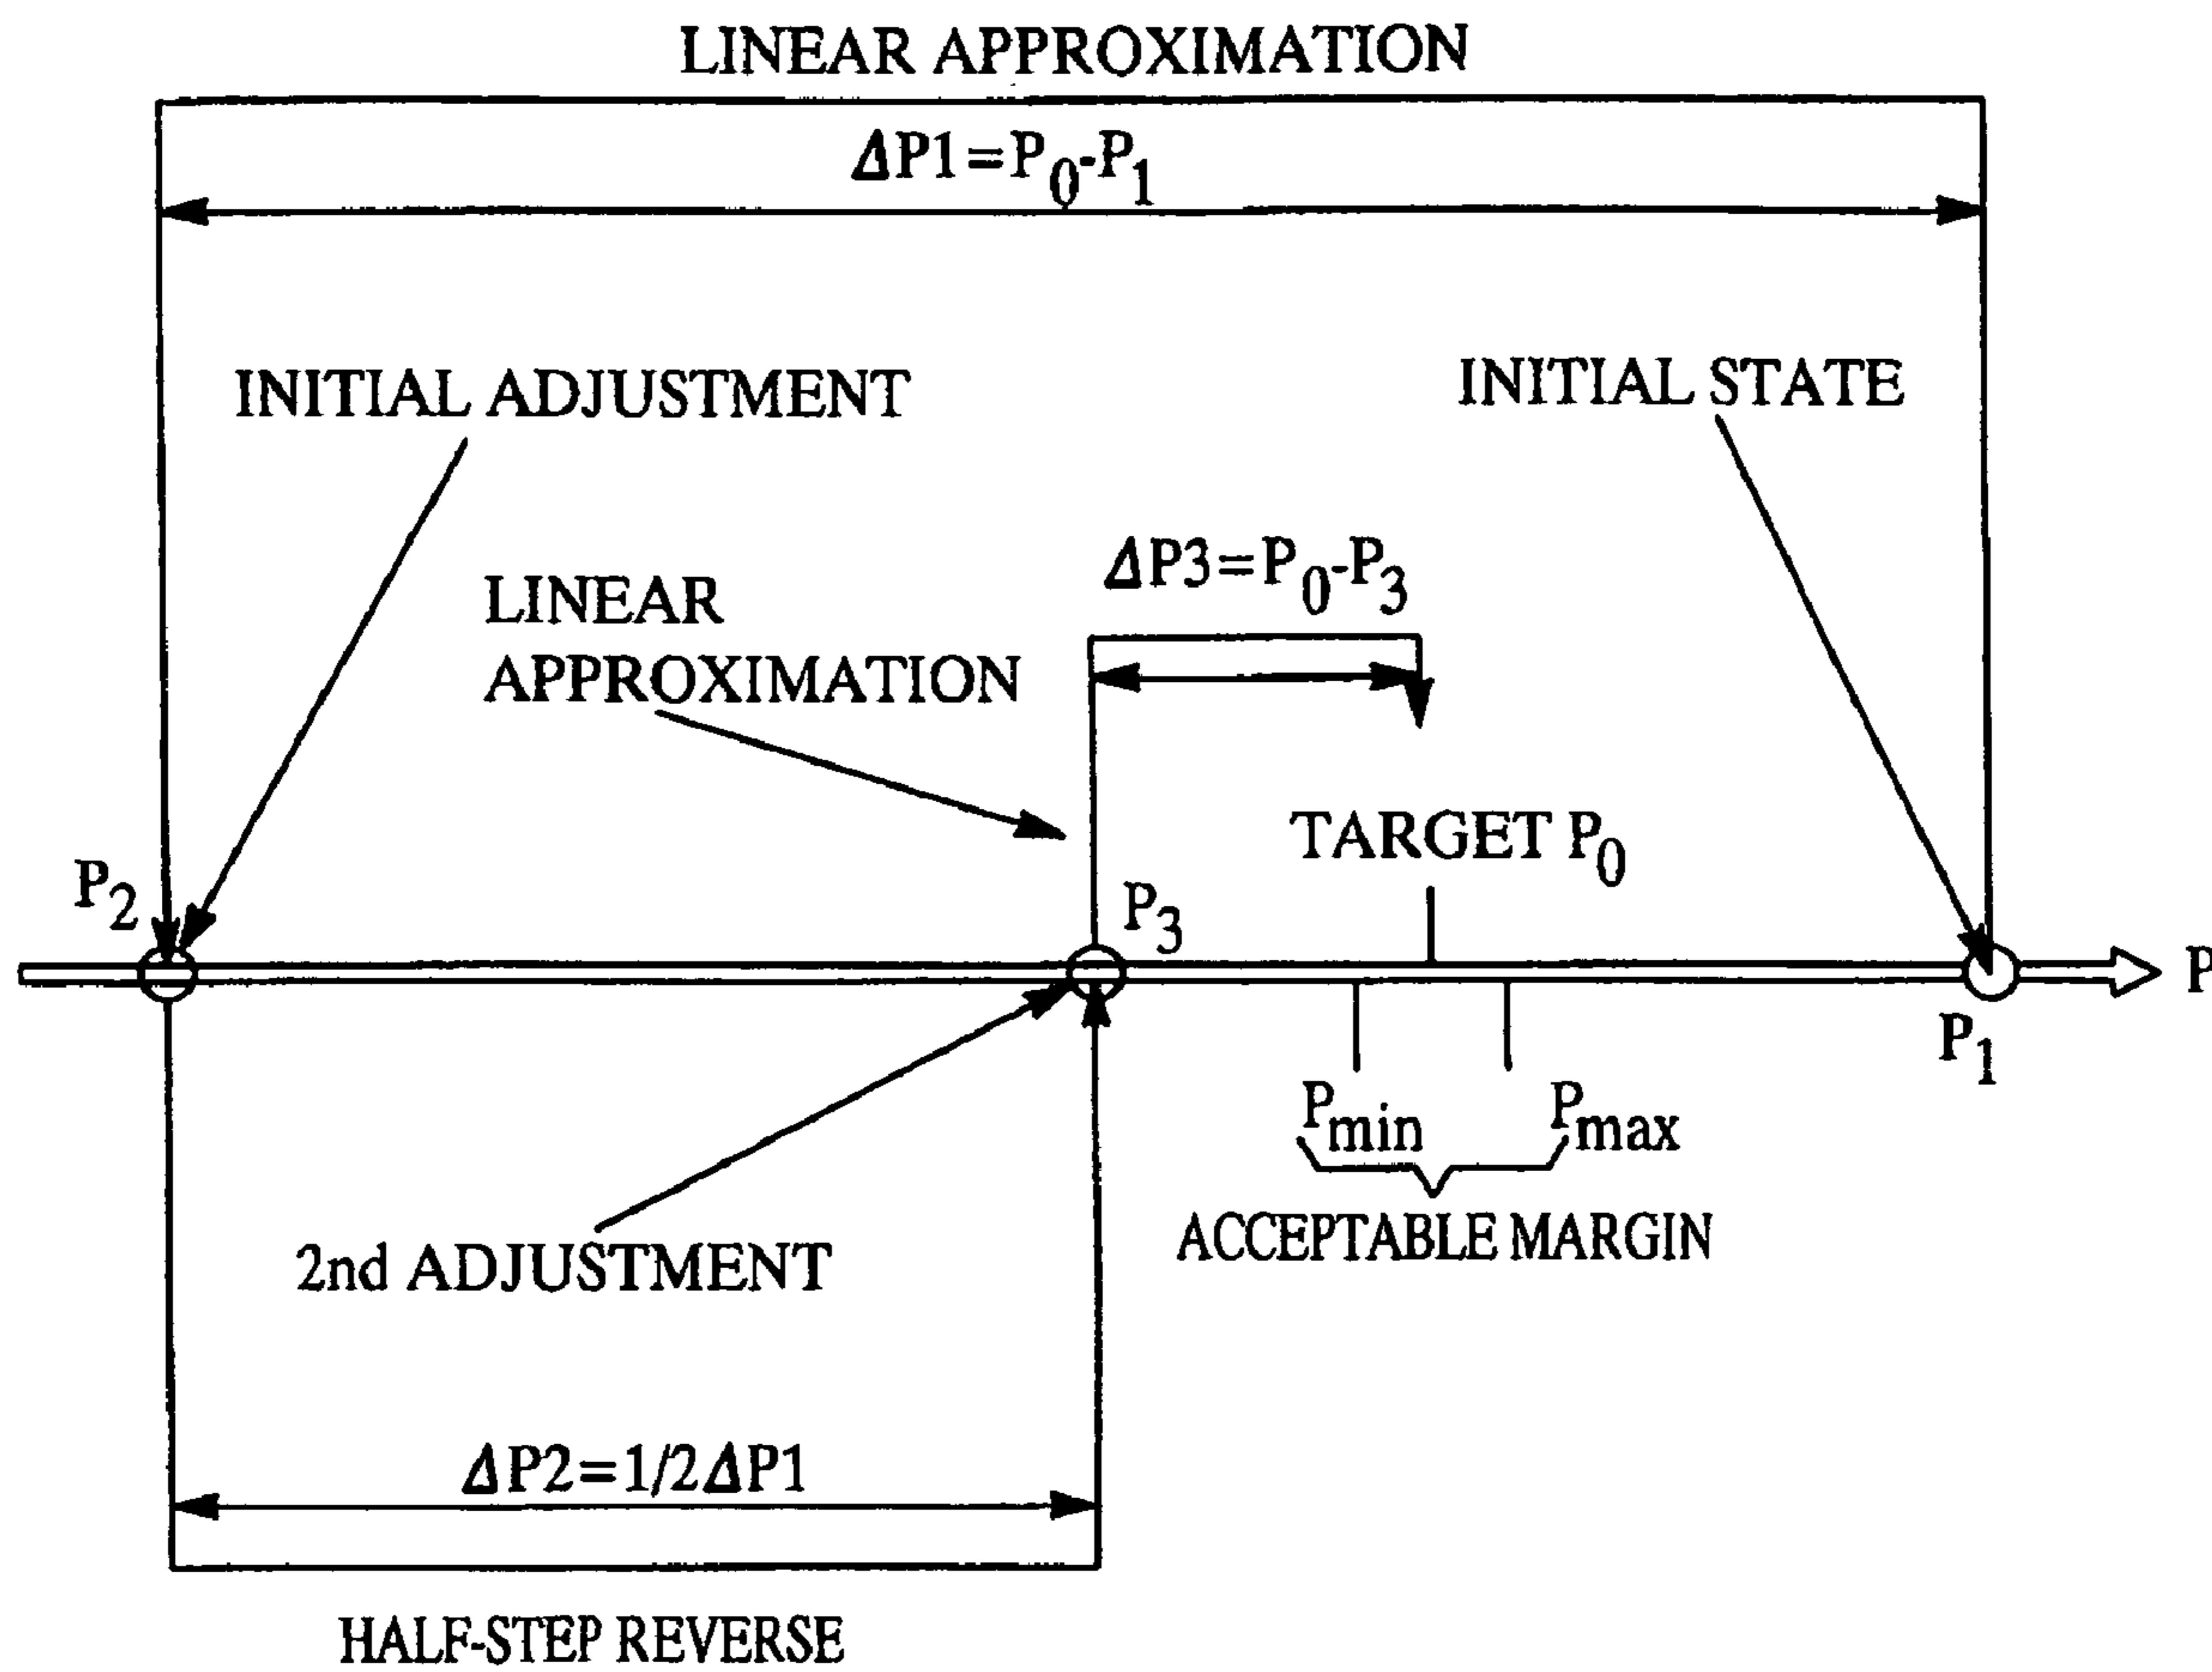 LINEAR APPROXIMATION
ΔP1=P0-P1
INITIAL ADJUSTMENT
INITIAL STATE
ΔP3=P0-P3
LINEAR
APPROXIMATION
TARGET P0
P2
P3
P
P1
Pmin
Pmax
ACCEPTABLE MARGIN
2nd ADJUSTMENT
ΔP2=1/2ΔP1
HALF-STEP REVERSE